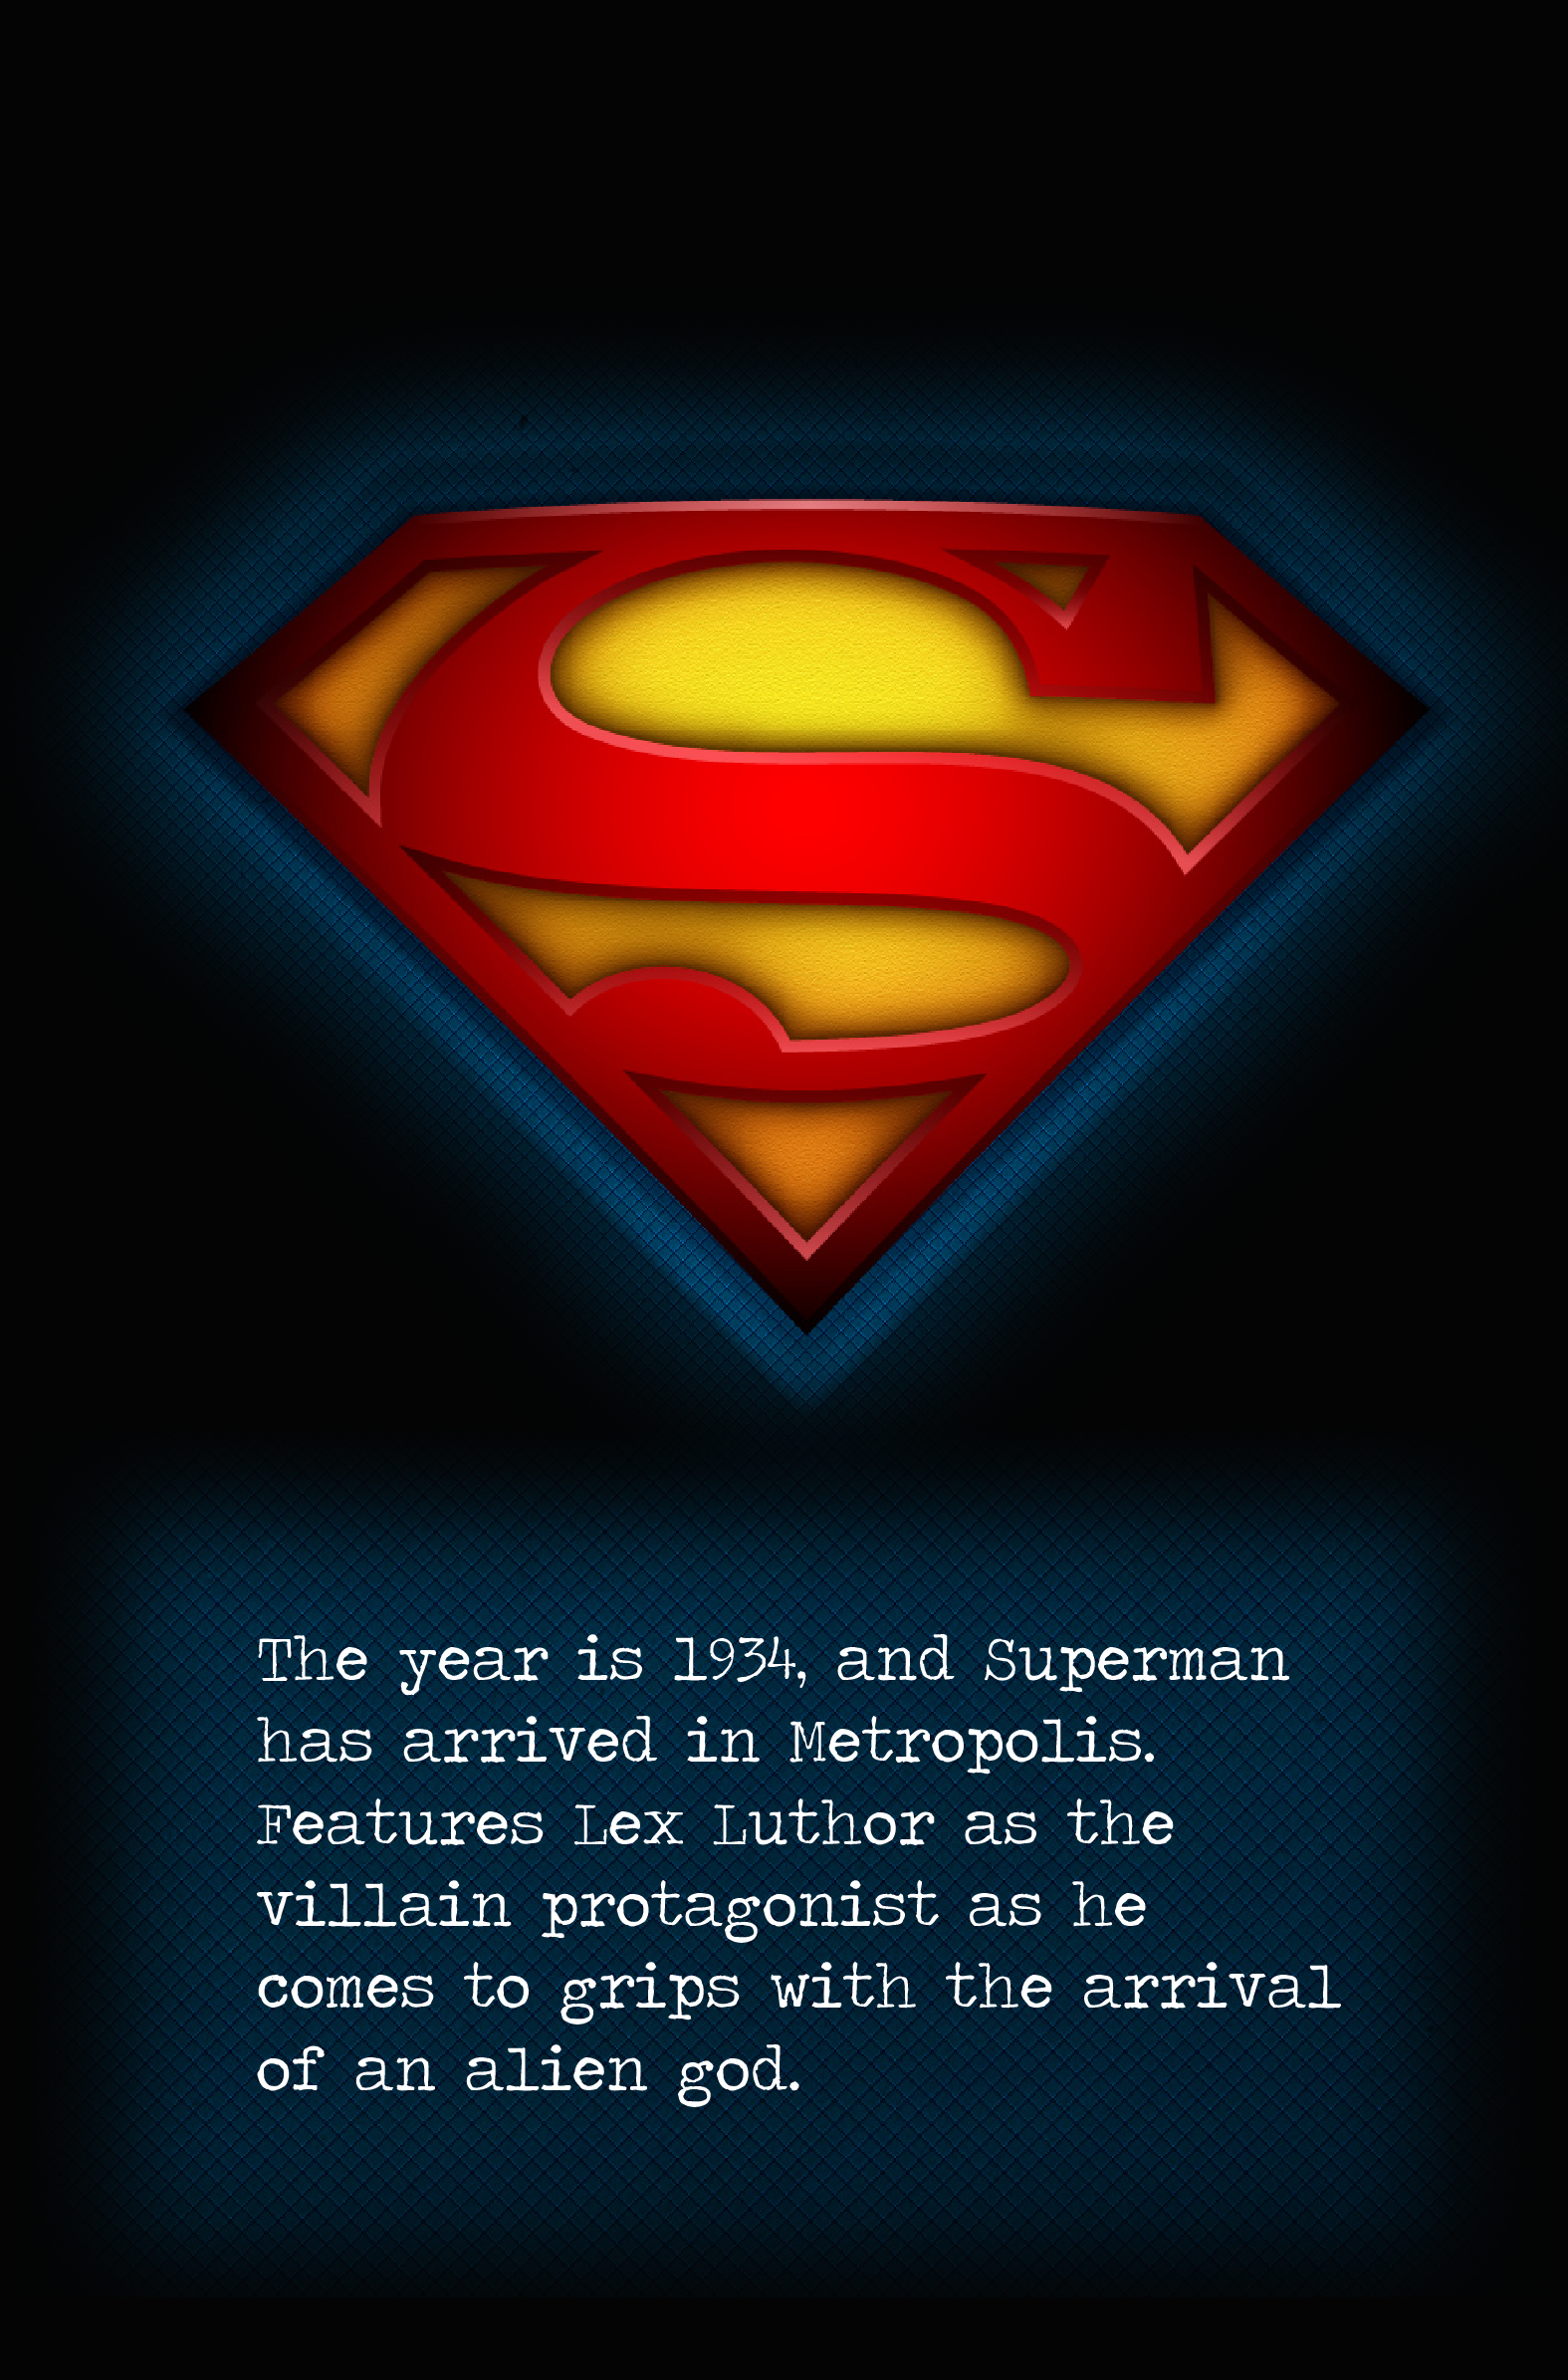 The year is 1934, and Superman
has arrived in Metropolis.
Features Lex Luthor as the
villain protagonist as he
comes to grips with the arrival
of an alien god.